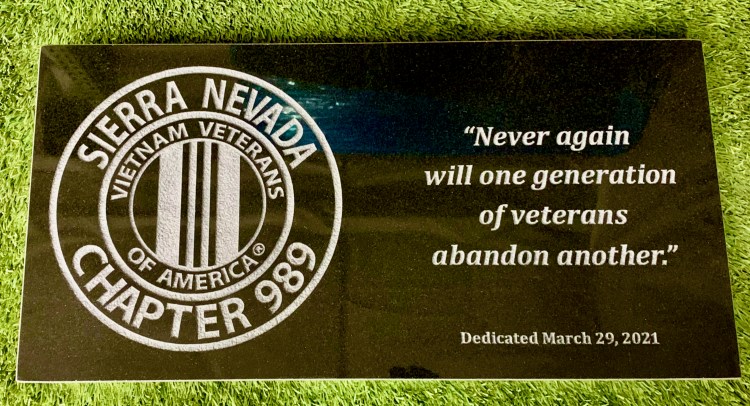 SIERRA NEVADA
VIETNAM VETERANS
OF AMERICA®
CHAPTER 989
“Never again
will one generation
of veterans
abandon another.”
Dedicated March 29, 2021